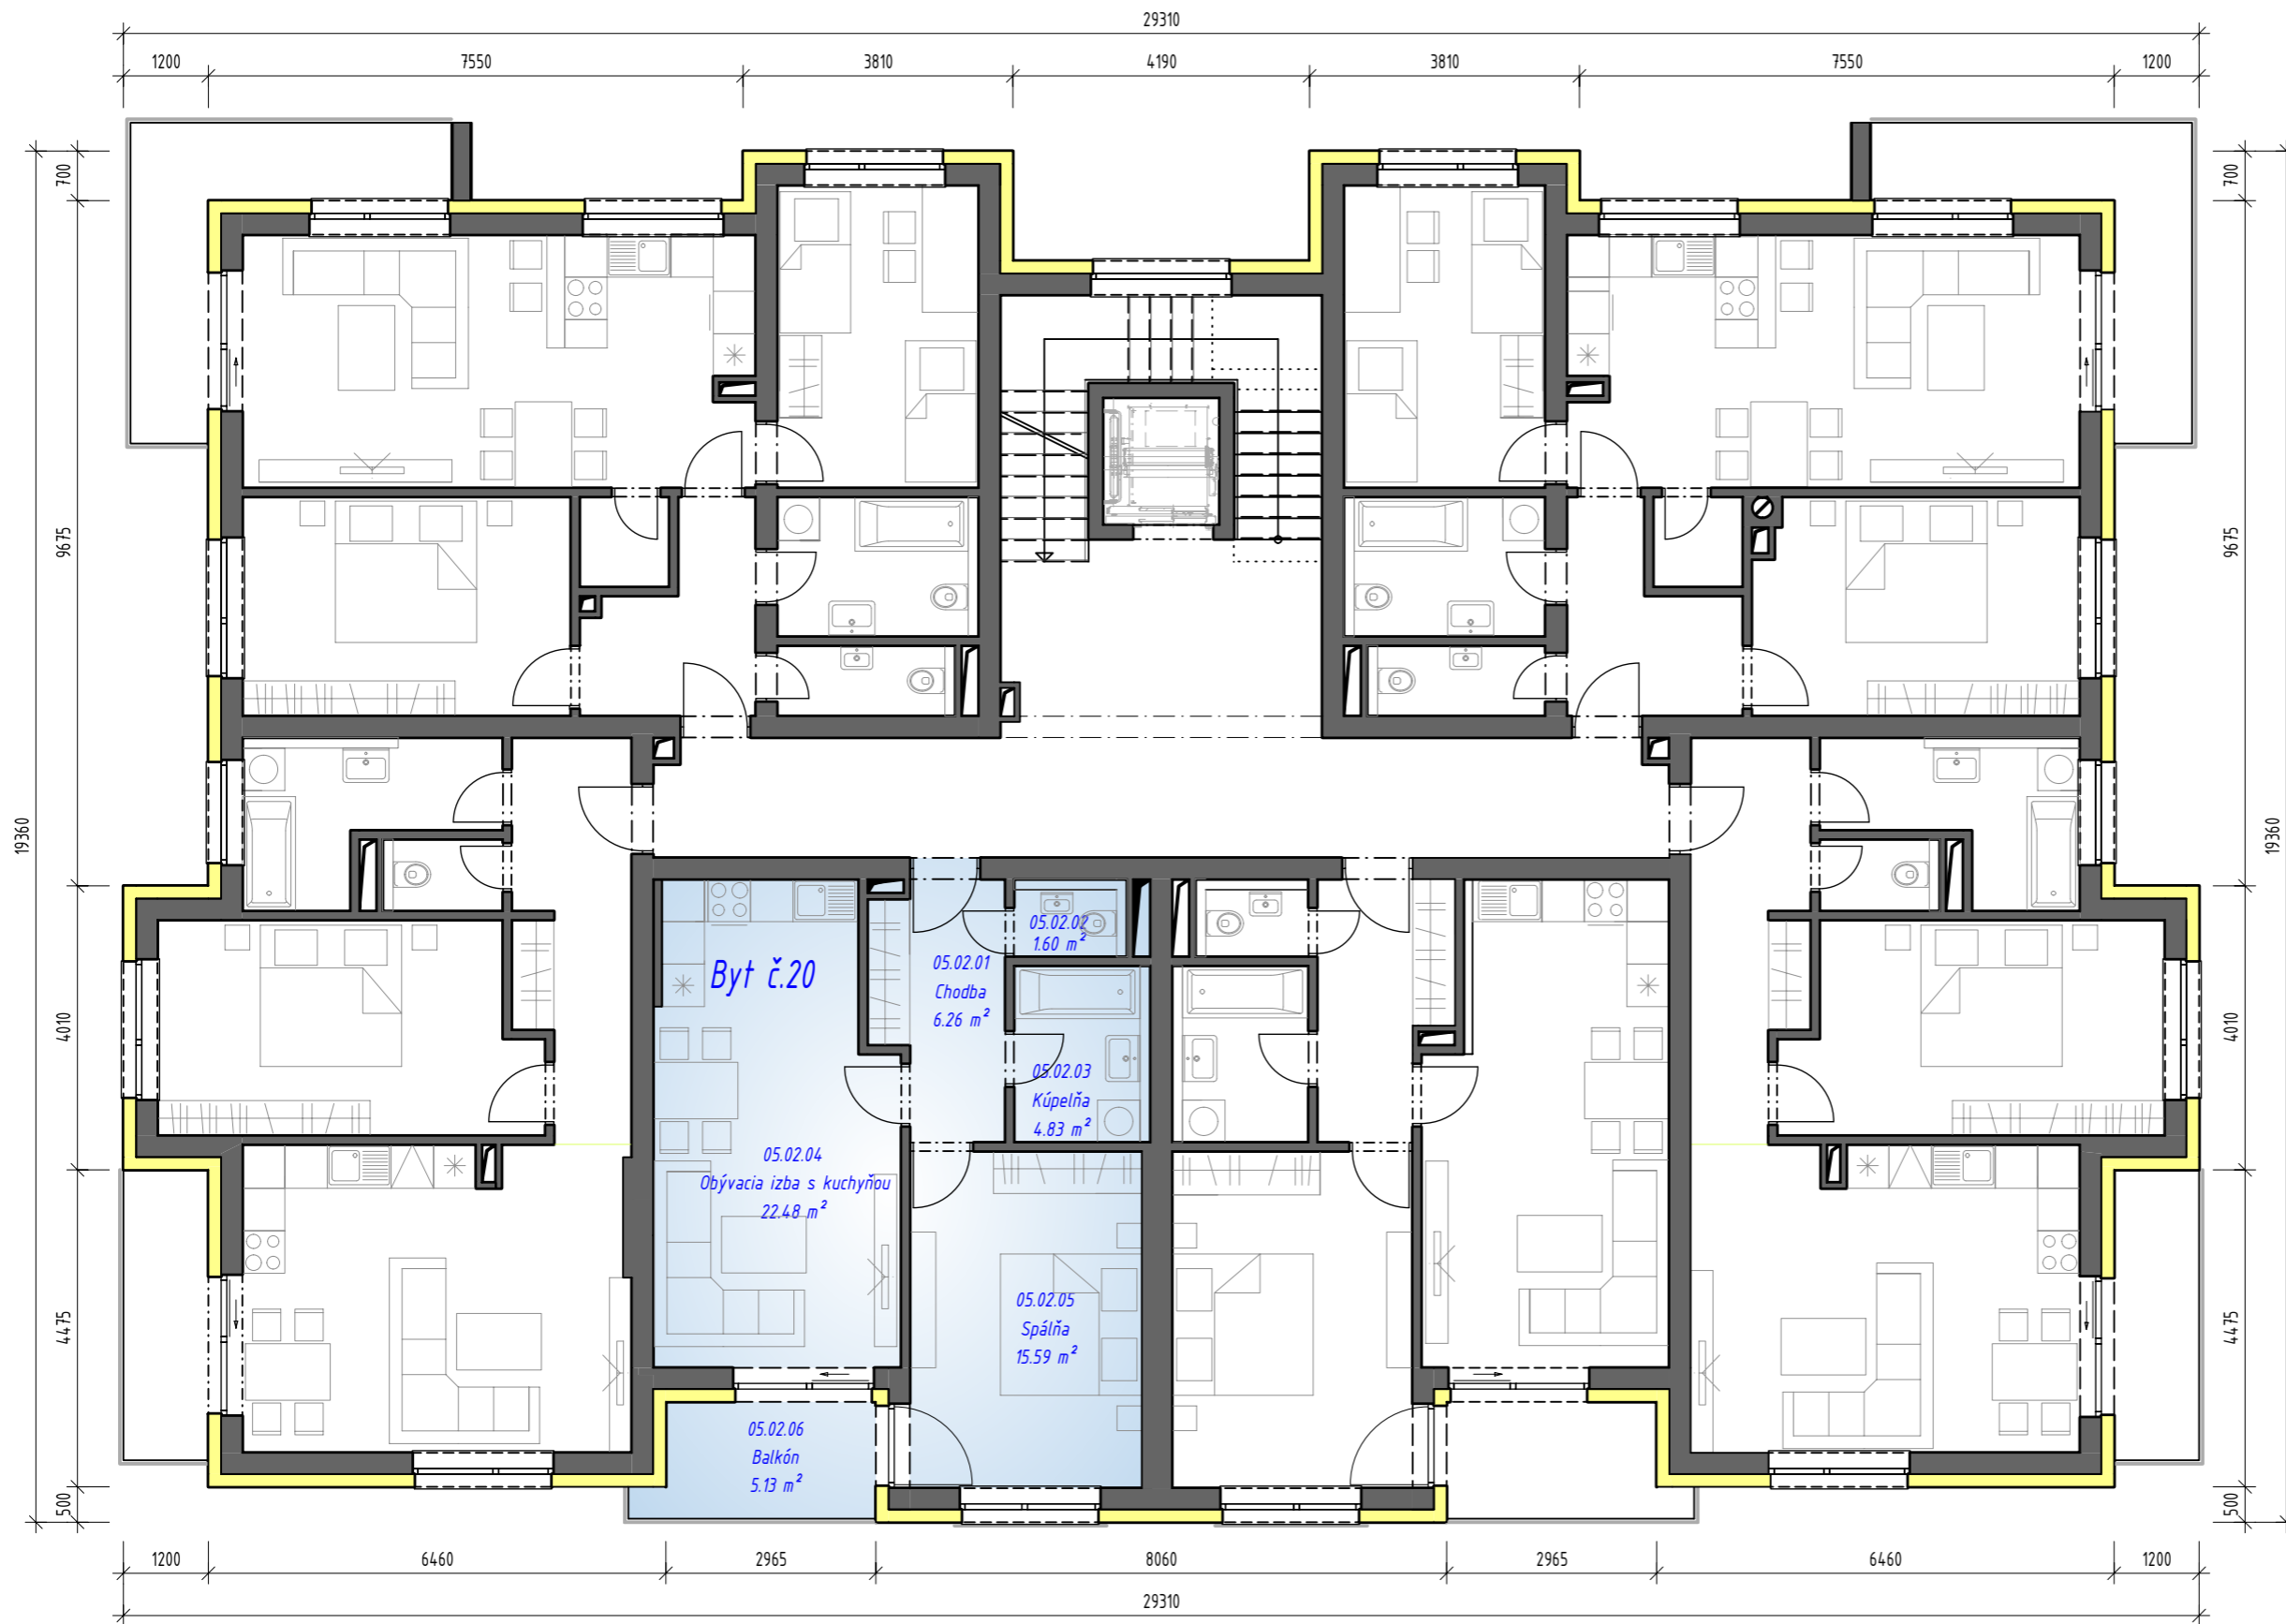 29310
1200 7550 3810 4190 3810 7550 1200
700
700
9675
9675
19360
19360
4010
4010
4475
4475
500
500
Byt č.20
05.02.01
Chodba
6.26 m²
05.02.02
1.60 m²
05.02.03
Kúpelňa
4.83 m²
05.02.04
Obývacia izba s kuchyňou
22.48 m²
05.02.05
Spálňa
15.59 m²
05.02.06
Balkón
5.13 m²
1200 6460 2965 8060 2965 6460 1200
29310